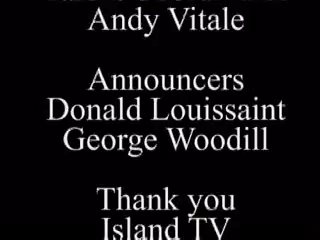 Andy Vitale
Announcers
Donald Louissaint
George Woodill
Thank you
Island TV